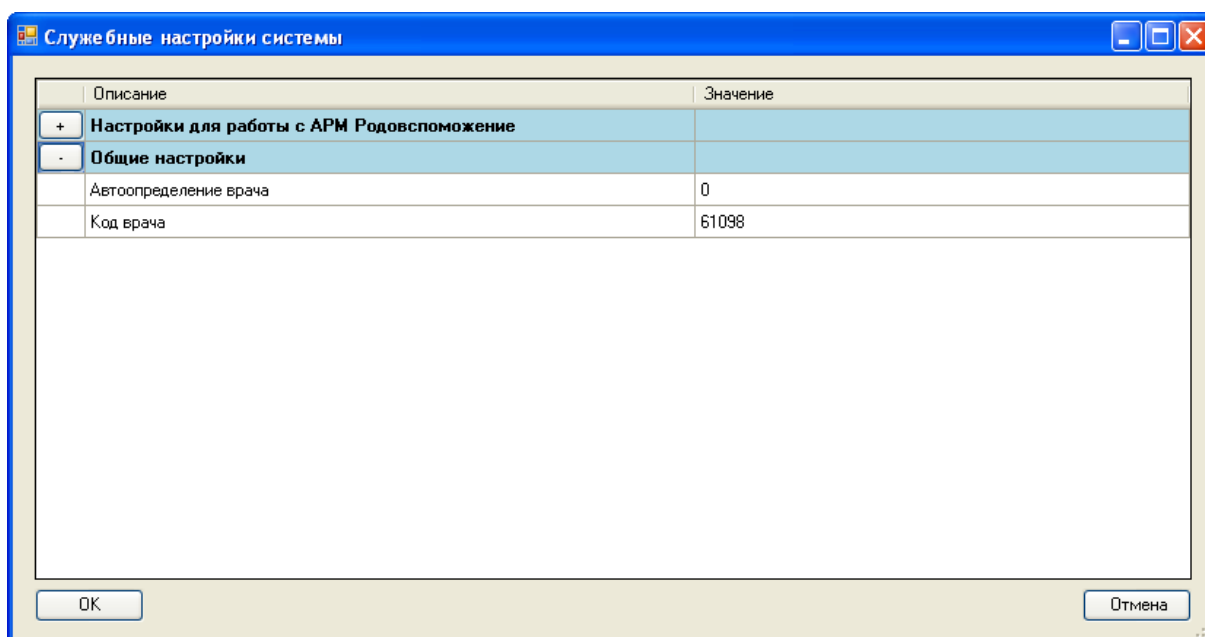 Служебные настройки системы
Описание Значение
+ Настройки для работы с АРМ Родовспоможение
- Общие настройки
Автоопределение врача 0
Код врача 61098
OK Отмена